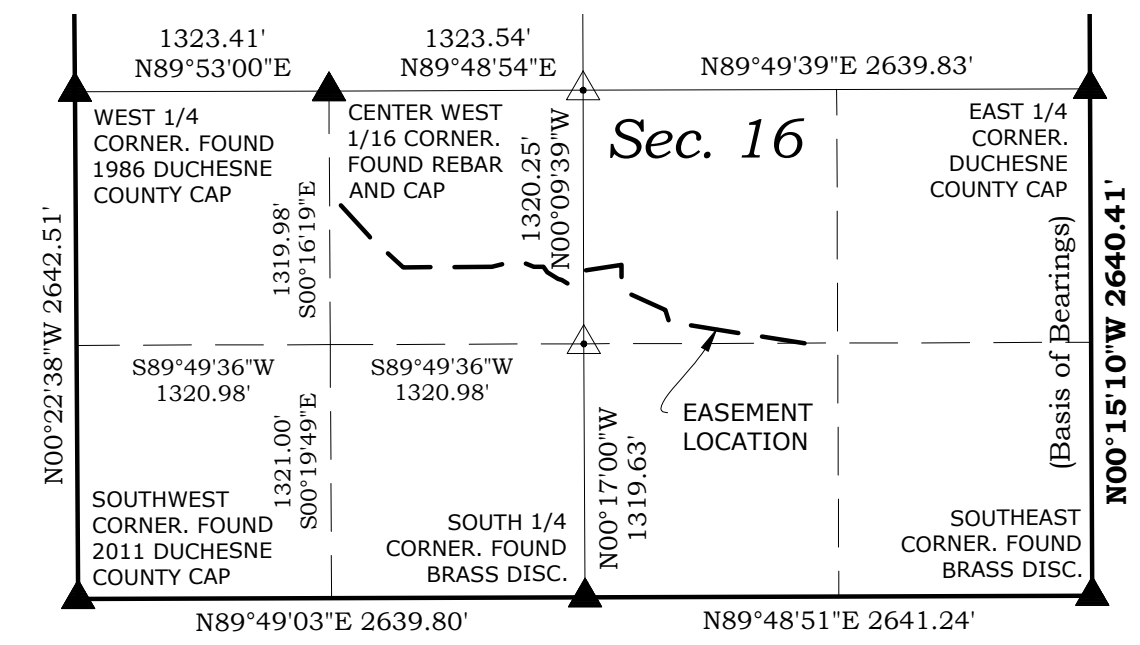 1323.41'
N89°53'00"E
1323.54'
N89°48'54"E
N89°49'39"E 2639.83'
WEST 1/4
CORNER. FOUND
1986 DUCHESNE
COUNTY CAP
CENTER WEST
1/16 CORNER.
FOUND REBAR
AND CAP
1320.25'
N00°09'39"W
Sec. 16
EAST 1/4
CORNER.
DUCHESNE
COUNTY CAP
N00°22'38"W 2642.51'
1319.98'
S00°16'19"E
(Basis of Bearings)
N00°15'10"W 2640.41'
S89°49'36"W
1320.98'
S89°49'36"W
1320.98'
EASEMENT
LOCATION
1321.00'
S00°19'49"E
N00°17'00"W
1319.63'
SOUTHWEST
CORNER. FOUND
2011 DUCHESNE
COUNTY CAP
SOUTH 1/4
CORNER. FOUND
BRASS DISC.
SOUTHEAST
CORNER. FOUND
BRASS DISC.
N89°49'03"E 2639.80'
N89°48'51"E 2641.24'